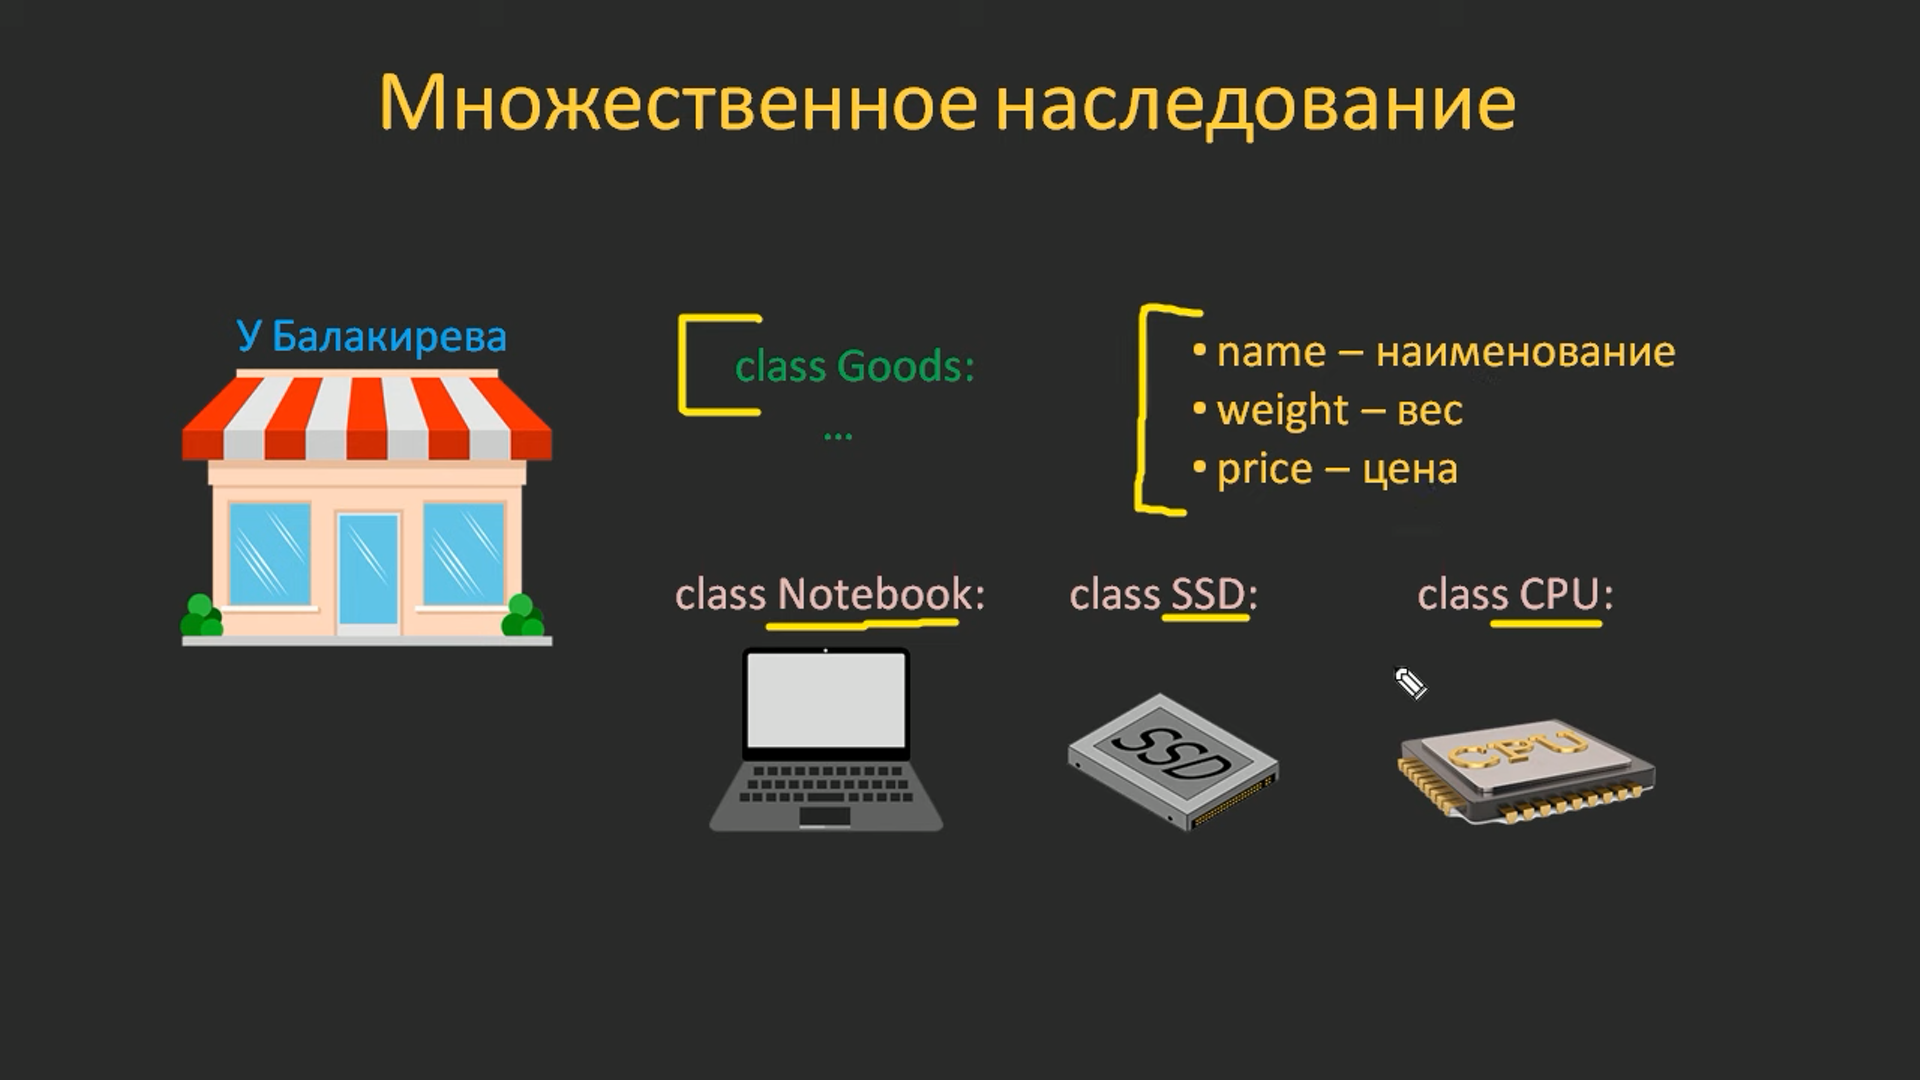 Множественное наследование
У Балакирева
class Goods:
...
• name – наименование
• weight – вес
• price – цена
class Notebook:
class SSD:
class CPU:
SSD
CPU